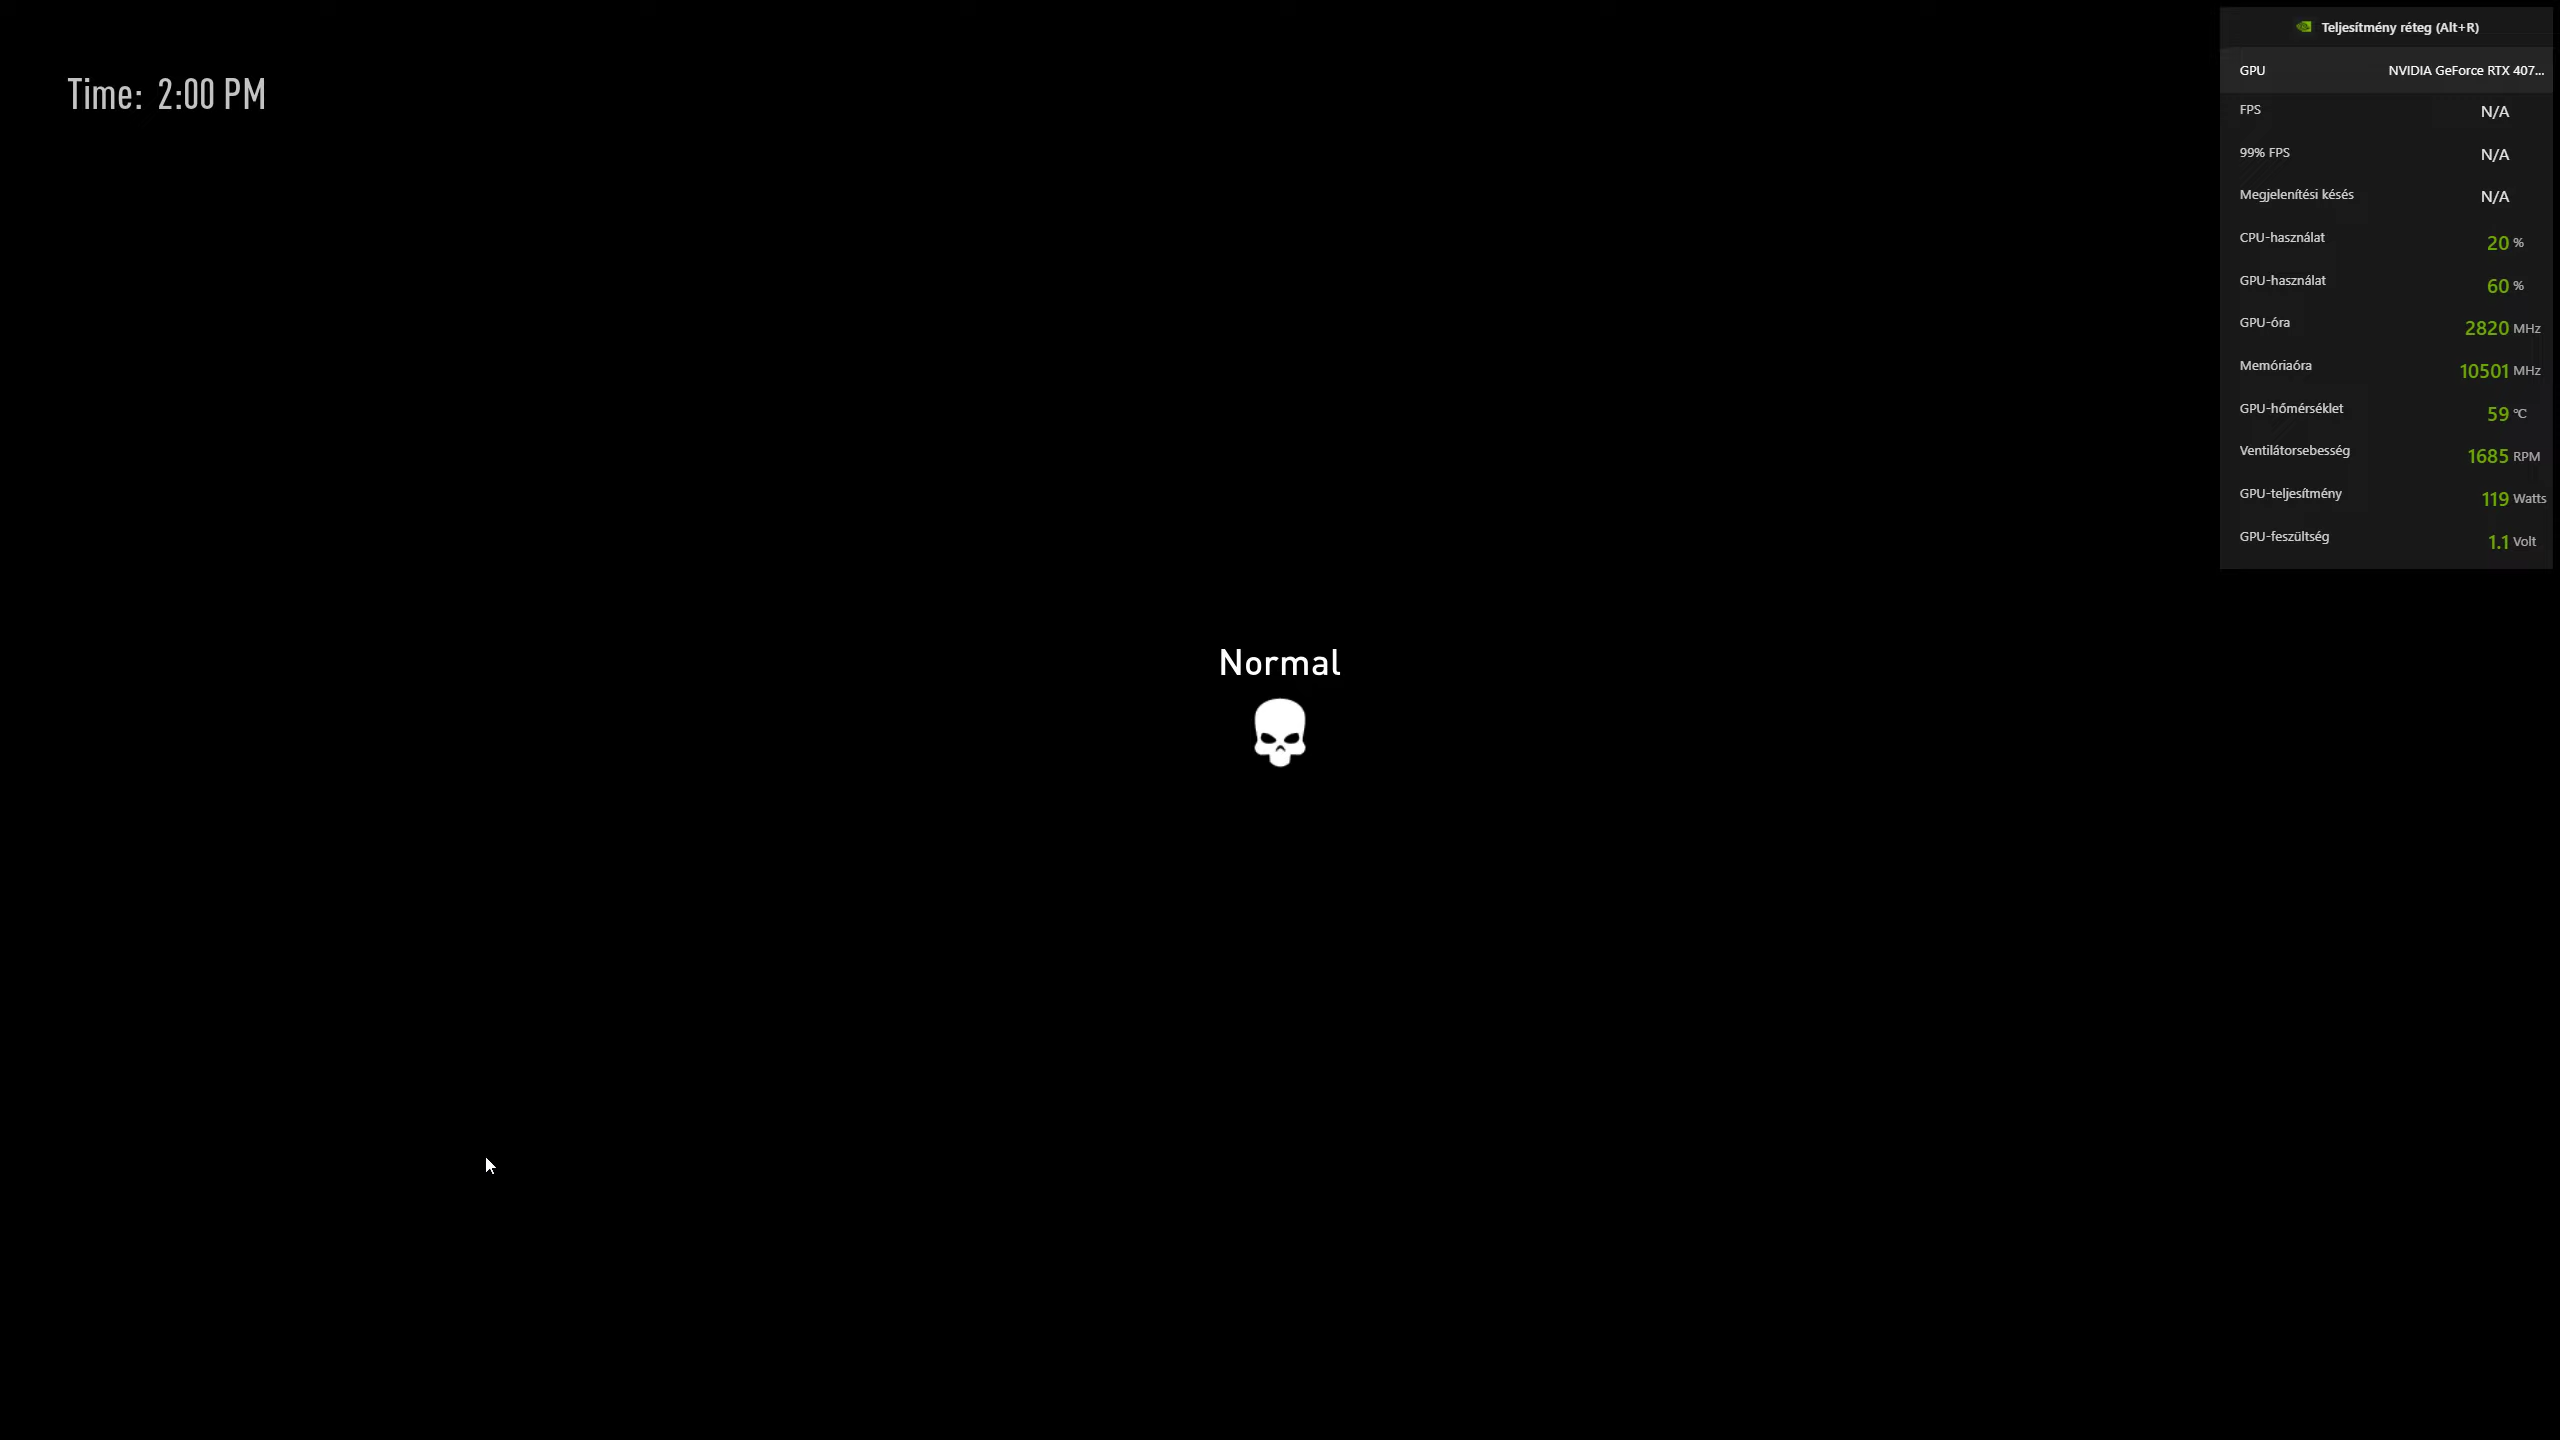 Time: 2:00 PM
Teljesítmény réteg (Alt+R)
GPU NVIDIA GeForce RTX 407...
FPS N/A
99% FPS N/A
Megjelenítési késés N/A
CPU-használat 20 %
GPU-használat 60 %
GPU-óra 2820 MHz
Memóriaóra 10501 MHz
GPU-hőmérséklet 59 °C
Ventilátorsebesség 1685 RPM
GPU-teljesítmény 119 Watts
GPU-feszültség 1.1 Volt
Normal